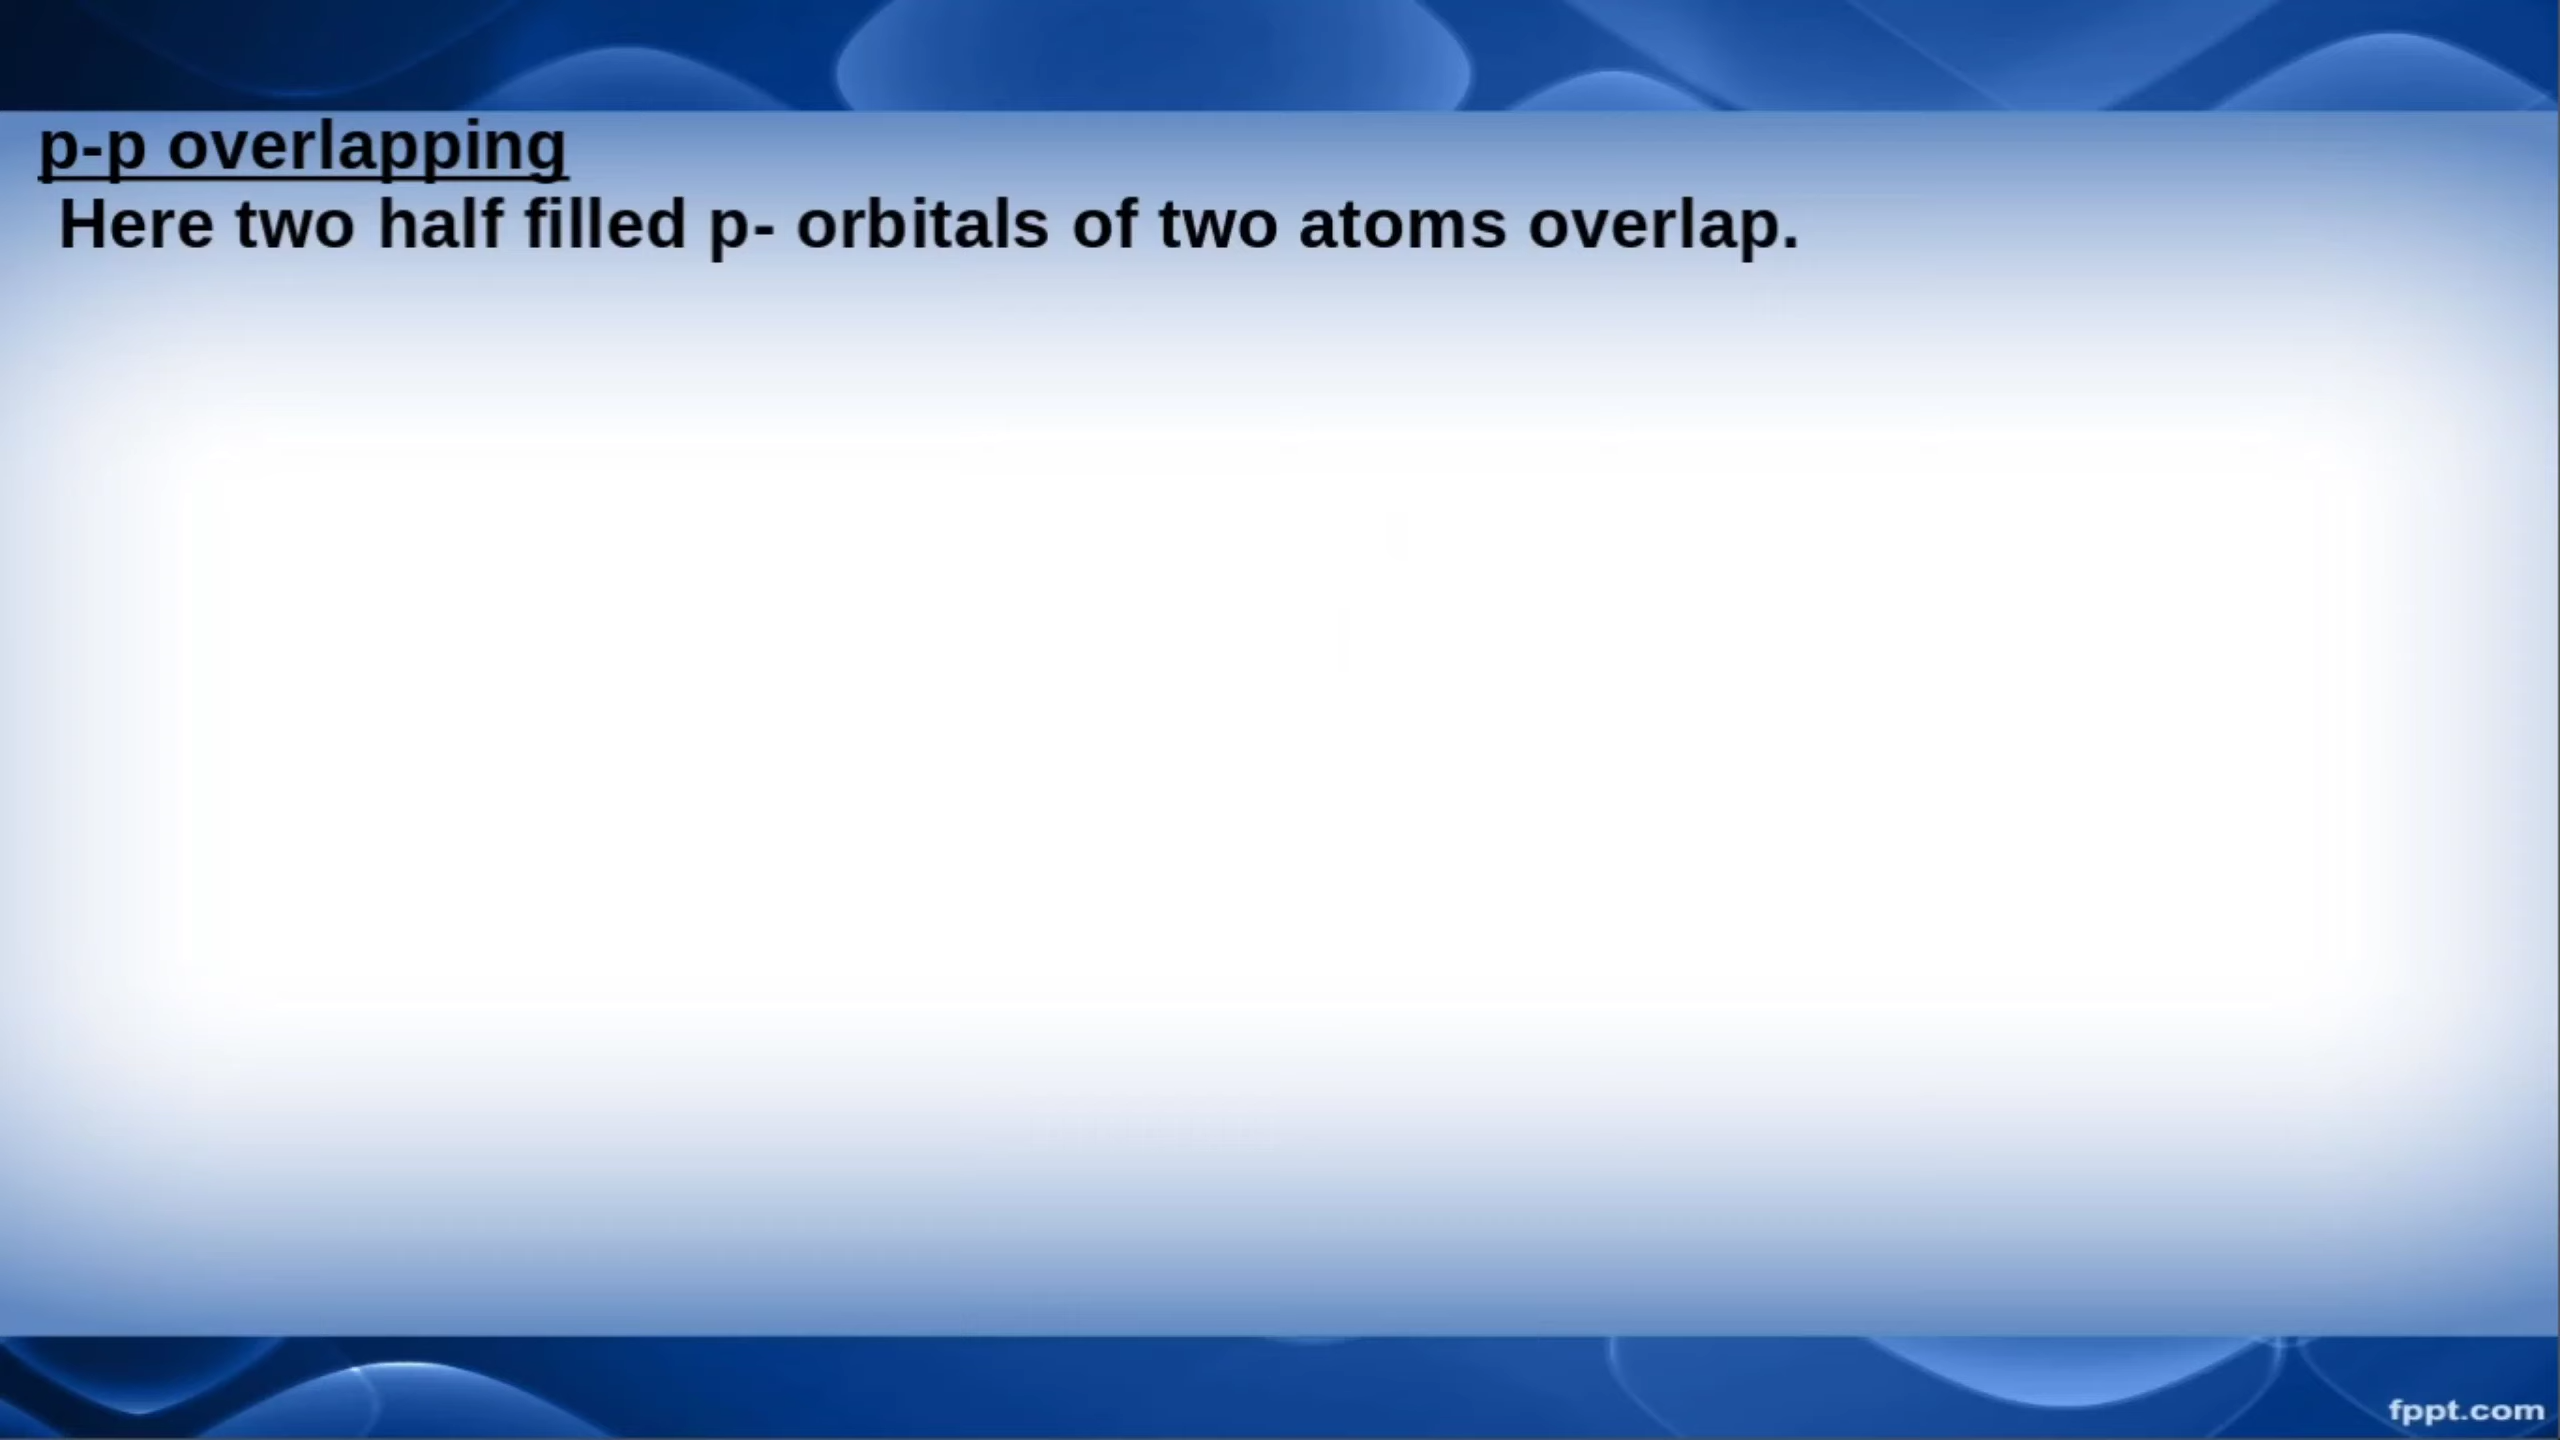 p-p overlapping
Here two half filled p- orbitals of two atoms overlap.
fppt.com